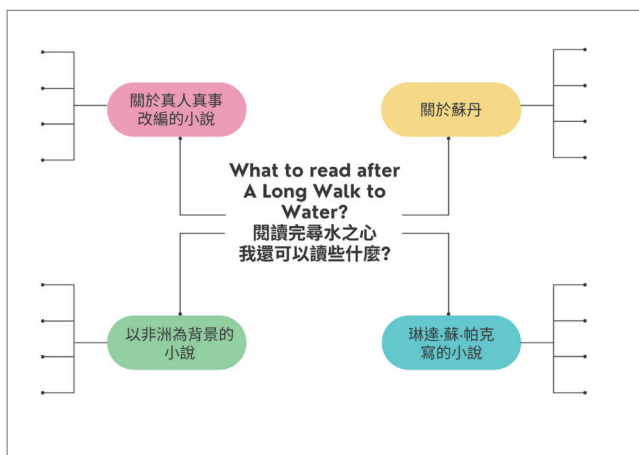 關於真人真事
改編的小說
關於蘇丹
What to read after
A Long Walk to
Water?
閱讀完尋水之心
我還可以讀些什麼?
以非洲為背景的
小說
琳達·蘇·帕克
寫的小說